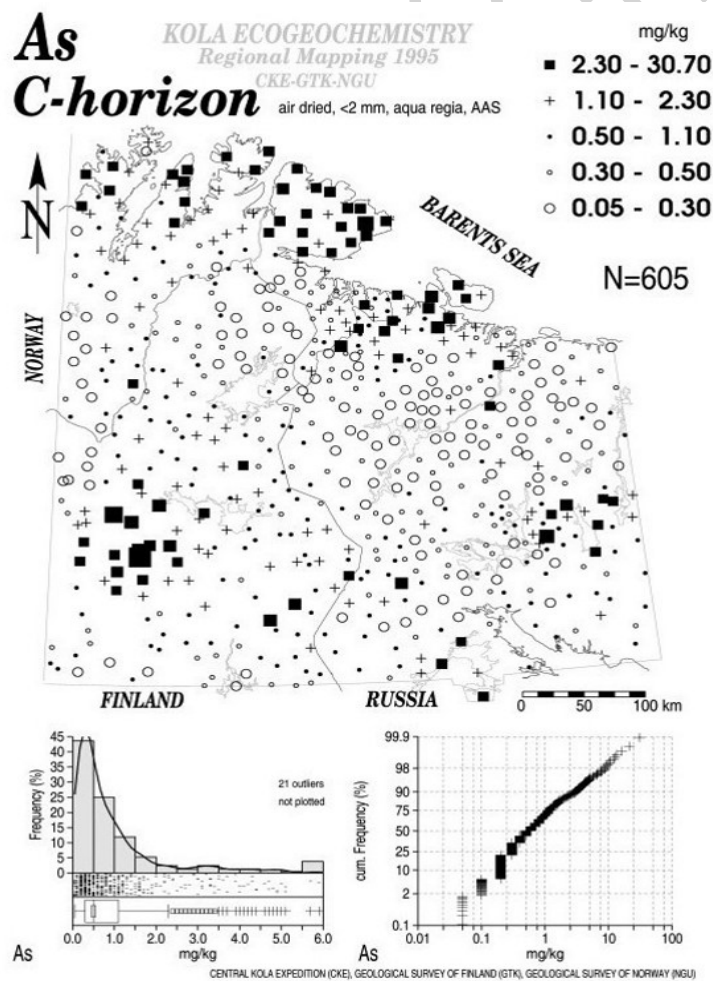 As
C-horizon
KOLA ECOGEOCHEMISTRY
Regional Mapping 1995
CKE-GTK-NGU
air dried, <2 mm, aqua regia, AAS
mg/kg
2.30 - 30.70
1.10 - 2.30
0.50 - 1.10
0.30 - 0.50
0.05 - 0.30
N
BARENTS SEA
N=605
NORWAY
FINLAND
RUSSIA
0 50 100 km
45
40
35
30
25
20
15
10
5
0
Frequency (%)
21 outliers
not plotted
0.0 1.0 2.0 3.0 4.0 5.0 6.0
As
mg/kg
99.9
98
90
75
50
25
10
2
0.1
cum. Frequency (%)
0.01 0.1 1 10 100
As
mg/kg
CENTRAL KOLA EXPEDITION (CKE), GEOLOGICAL SURVEY OF FINLAND (GTK), GEOLOGICAL SURVEY OF NORWAY (NGU)